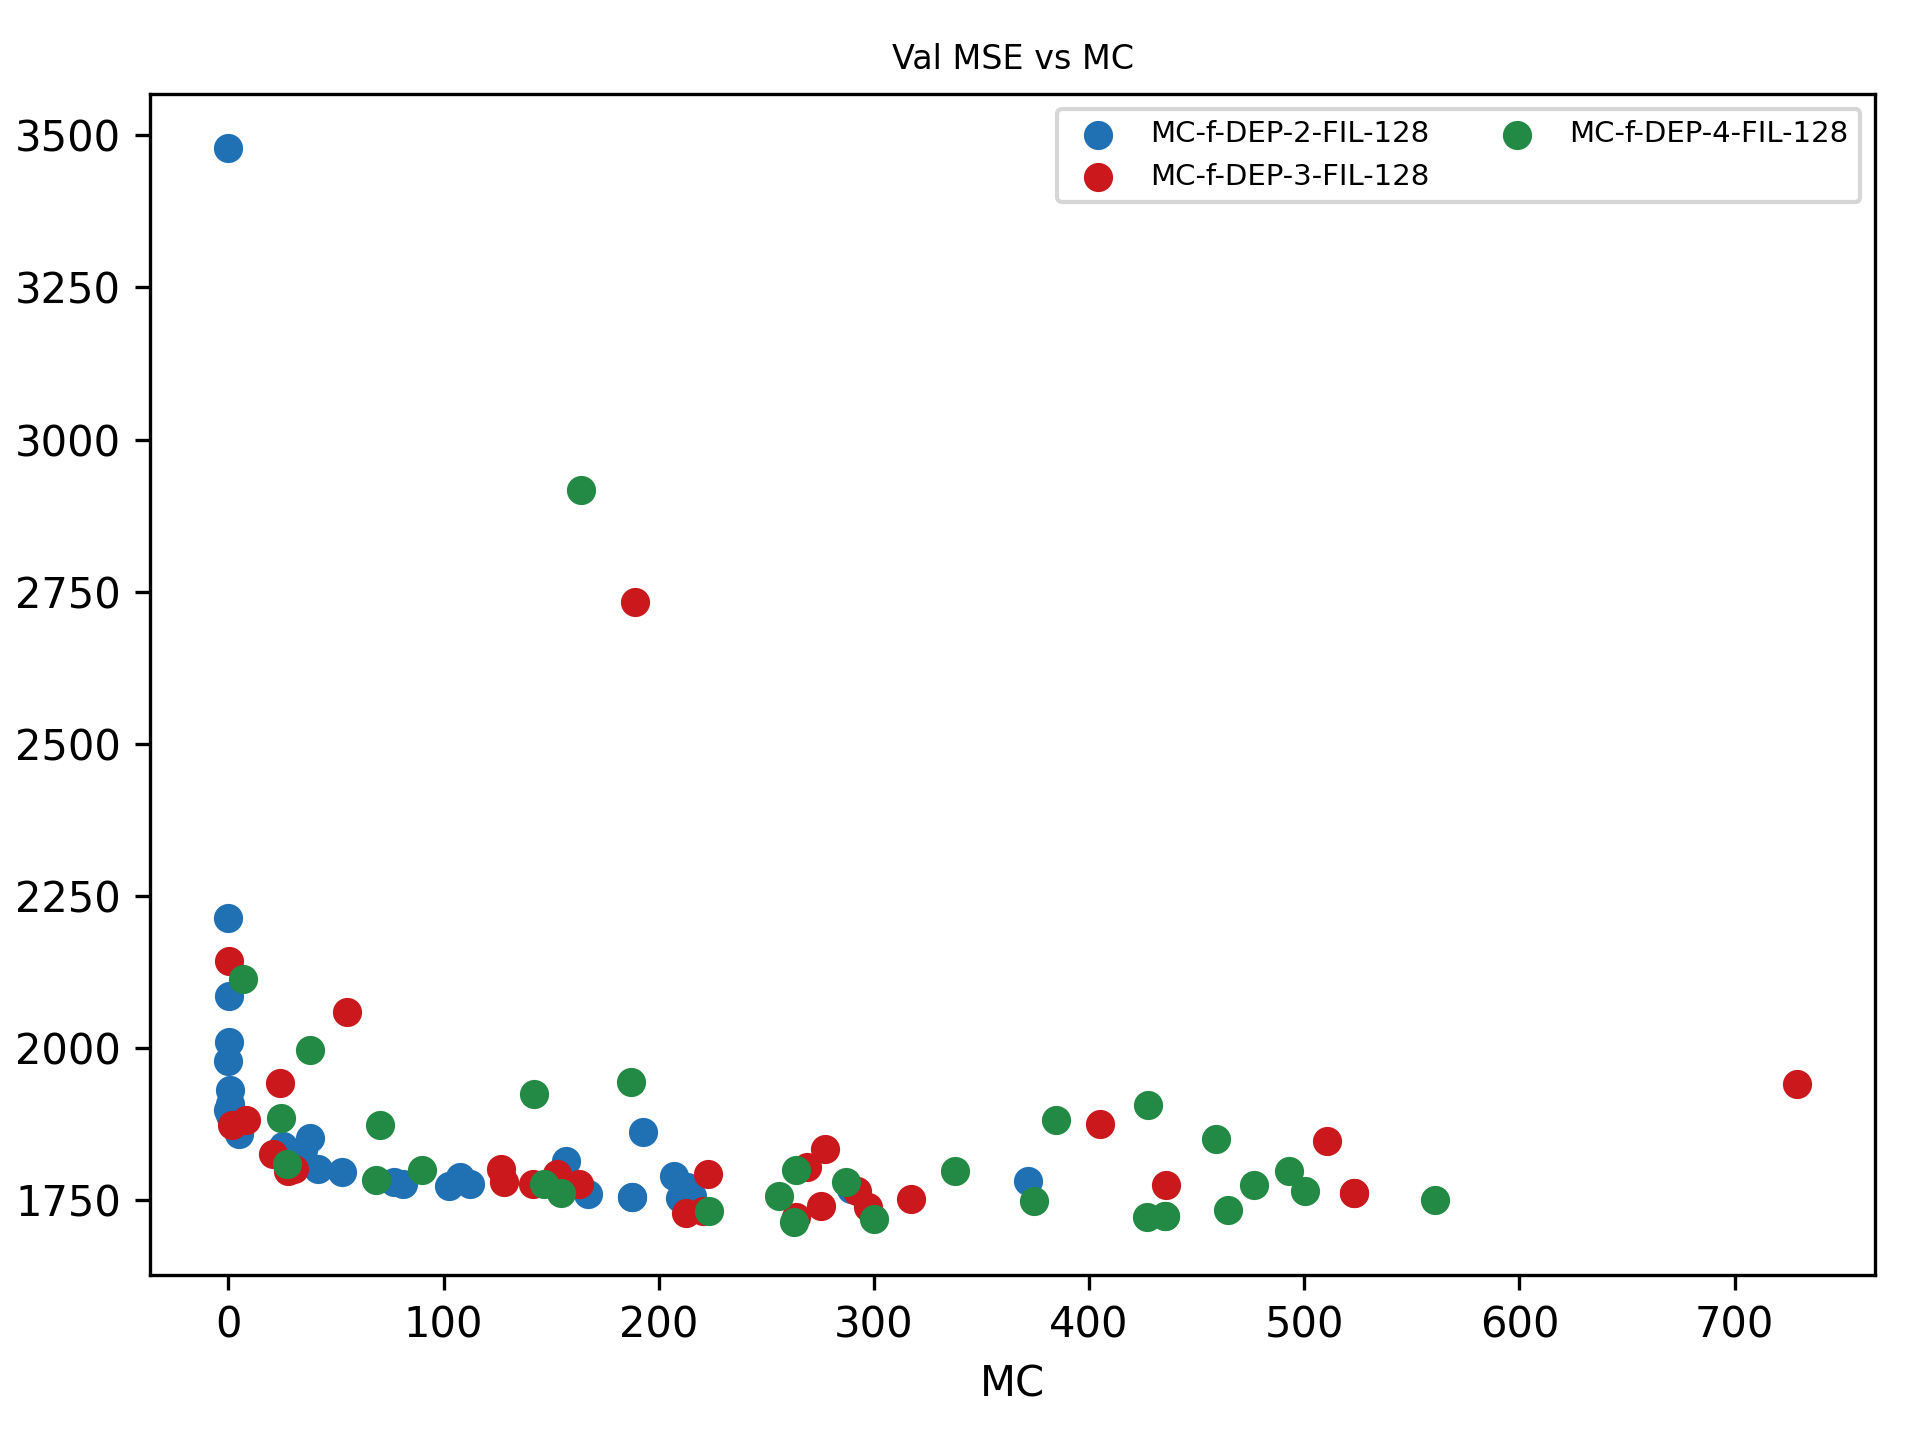 Val MSE vs MC
MC-f-DEP-2-FIL-128
MC-f-DEP-3-FIL-128
MC-f-DEP-4-FIL-128
3500
3250
3000
2750
2500
2250
2000
1750
0 100 200 300 400 500 600 700
MC